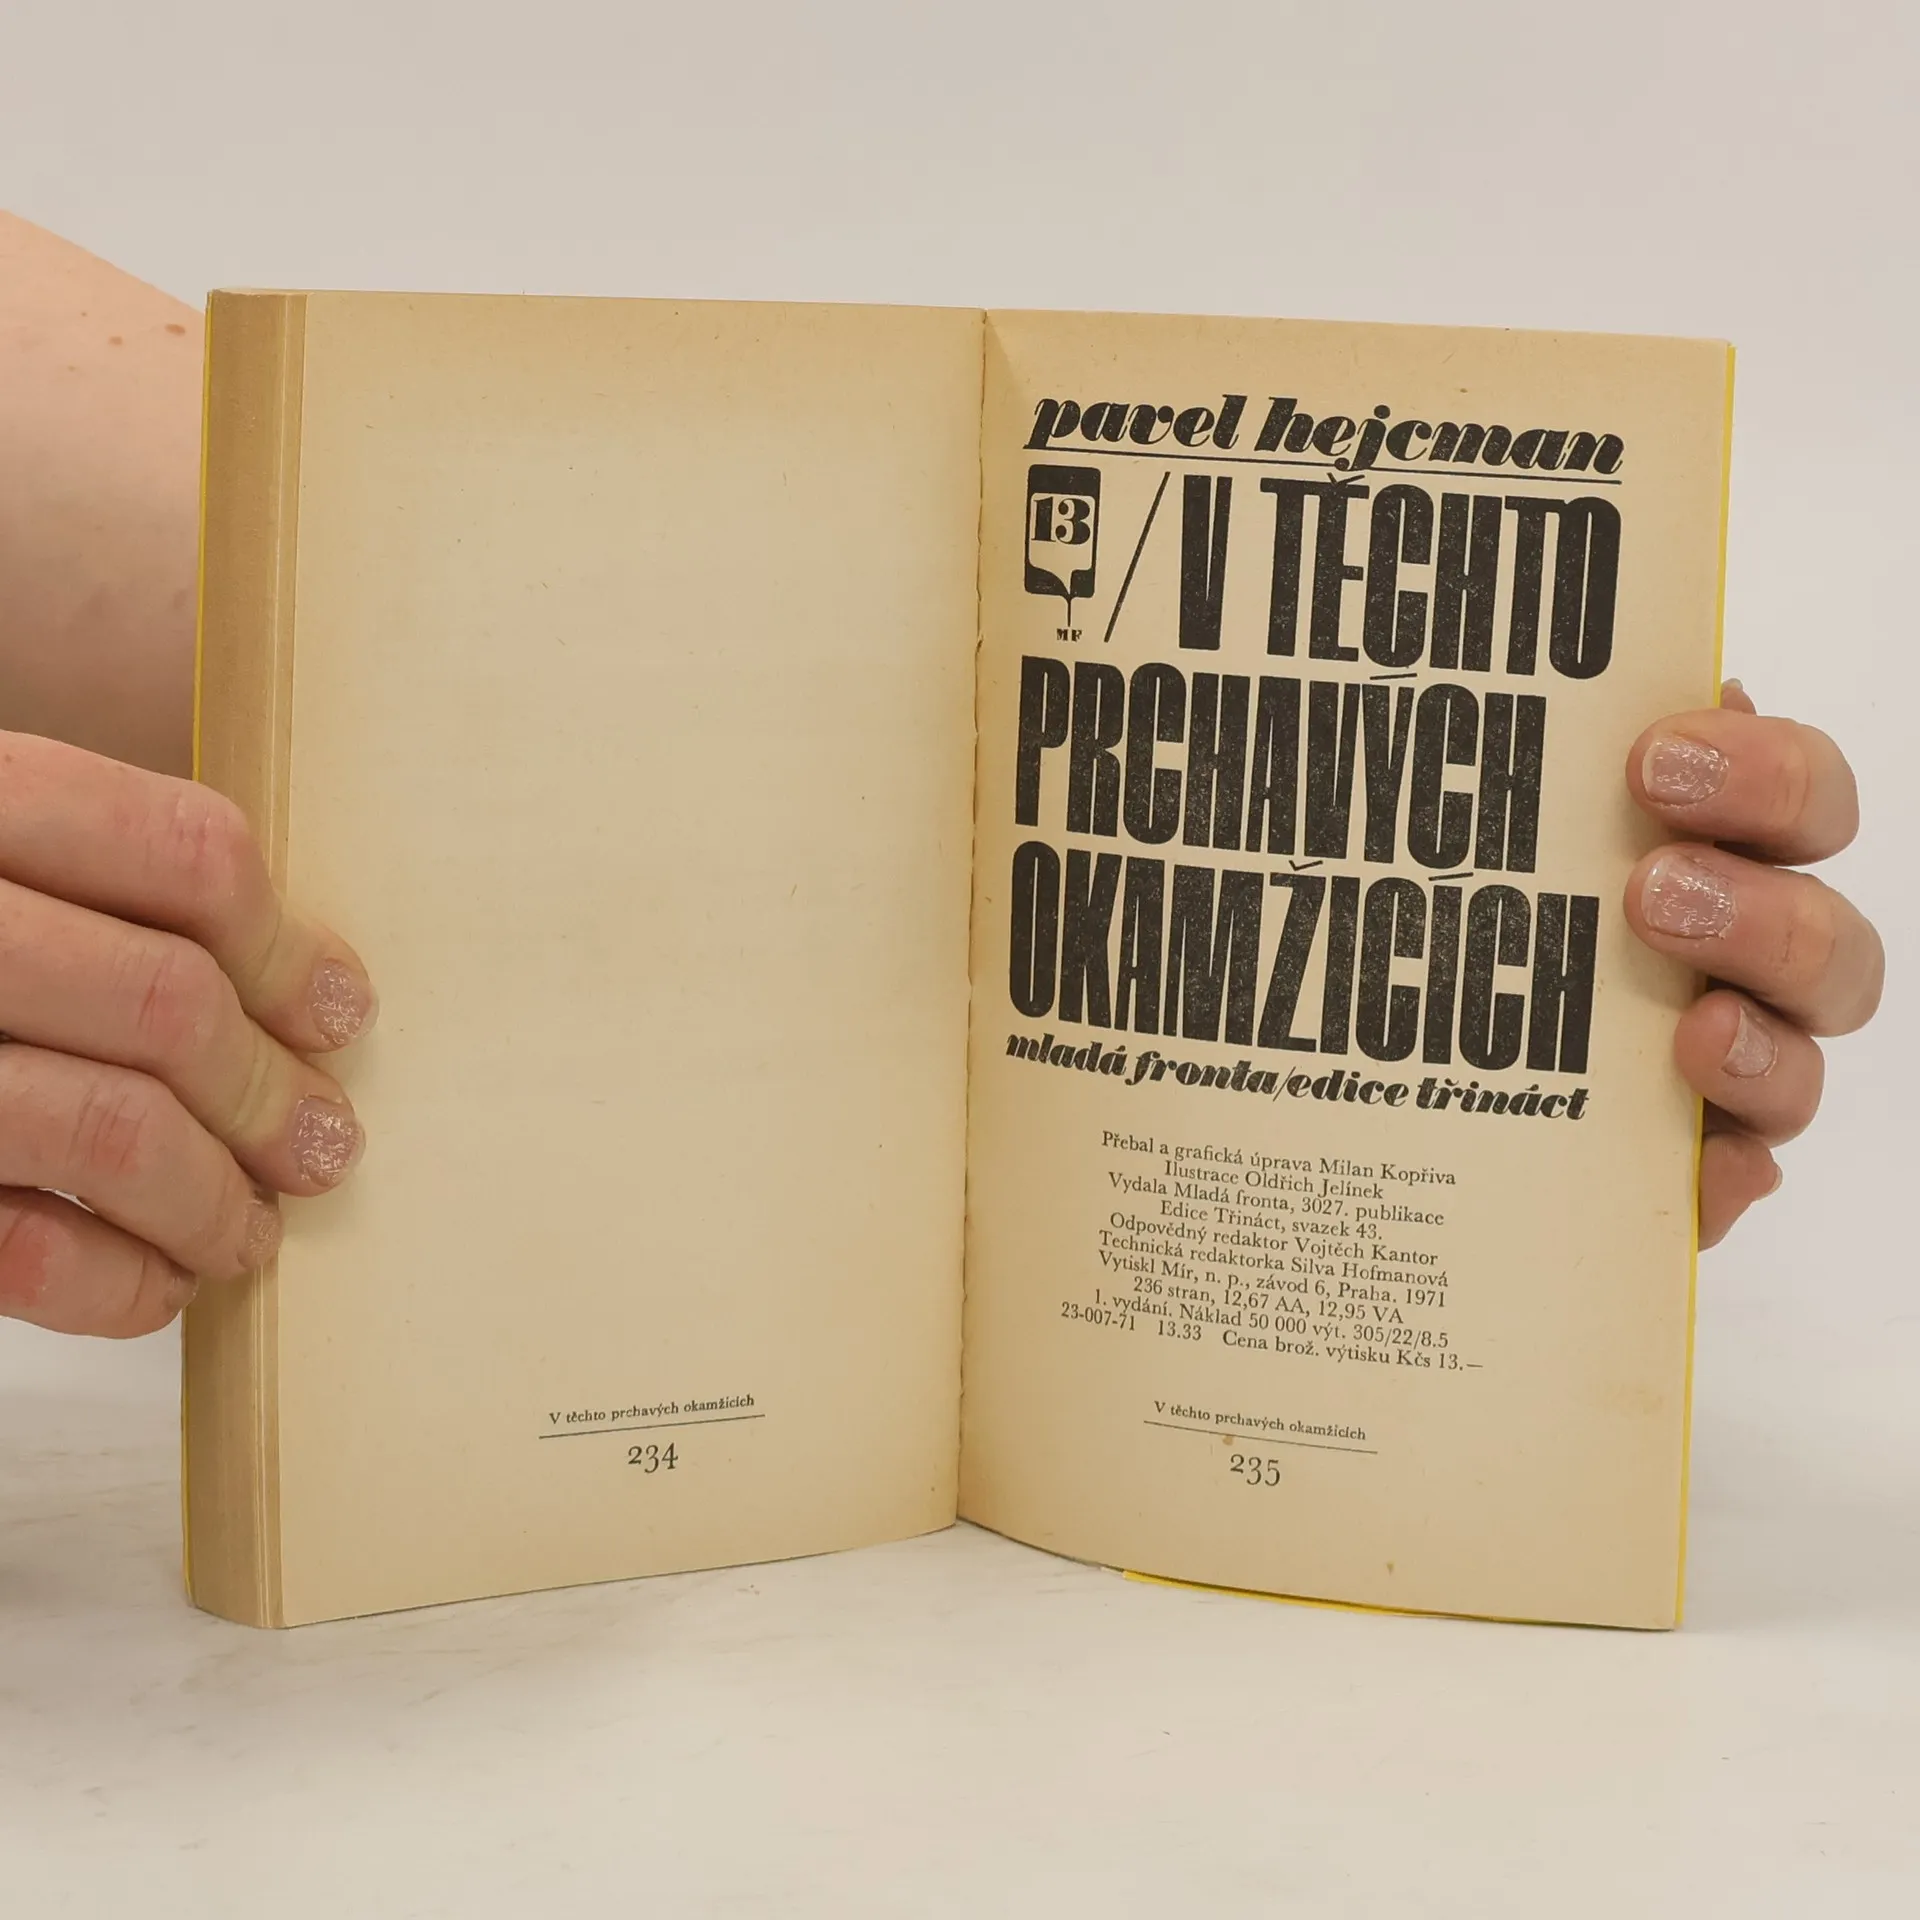 V těchto prchavých okamžicích
234
pavel hejcman
13
MF
/ V TĚCHTO
PRCHAVÝCH
OKAMŽICÍCH
mladá fronta/edice třináct
Přebal a grafická úprava Milan Kopřiva
Ilustrace Oldřich Jelínek
Vydala Mladá fronta, 3027. publikace
Edice Třináct, svazek 43.
Odpovědný redaktor Vojtěch Kantor
Technická redaktorka Silva Hofmanová
Vytiskl Mír, n. p., závod 6, Praha. 1971
236 stran, 12,67 AA, 12,95 VA
1. vydání. Náklad 50 000 výt. 305/22/8.5
23-007-71 13.33 Cena brož. výtisku Kčs 13.—
V těchto prchavých okamžicích
235